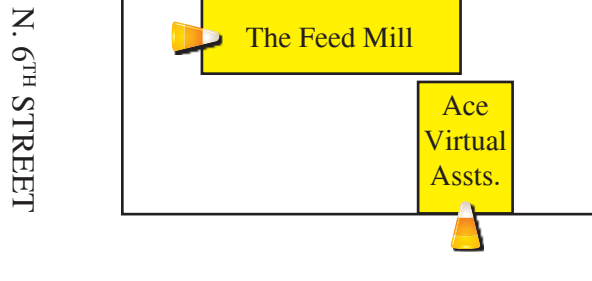 N. 6TH STREET
The Feed Mill
Ace
Virtual
Assts.